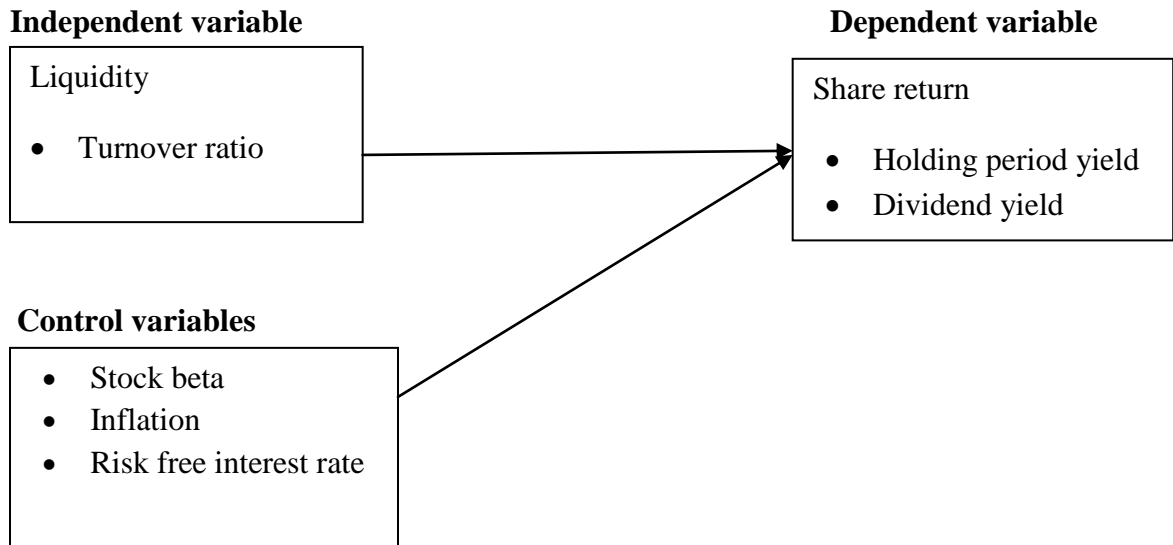 Independent variable
Liquidity
• Turnover ratio
Dependent variable
Share return
• Holding period yield
• Dividend yield
Control variables
• Stock beta
• Inflation
• Risk free interest rate